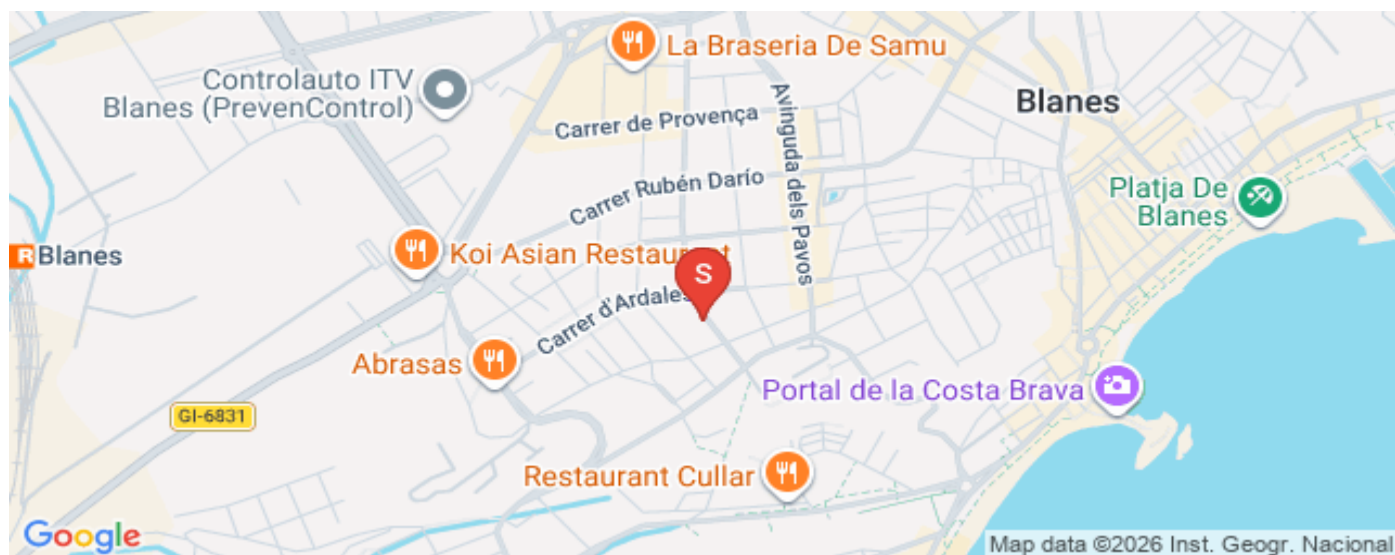 La Braseria De Samu
Controlauto ITV
Blanes (PrevenControl)
Blanes
Carrer de Provença
Avinguda dels Pavos
Carrer Rubén Darío
Platja De
Blanes
R Blanes
Koi Asian Restaurant
S
Carrer d'Ardales
Abrasas
Portal de la Costa Brava
GI-6831
Restaurant Cullar
Google
Map data ©2026 Inst. Geogr. Nacional